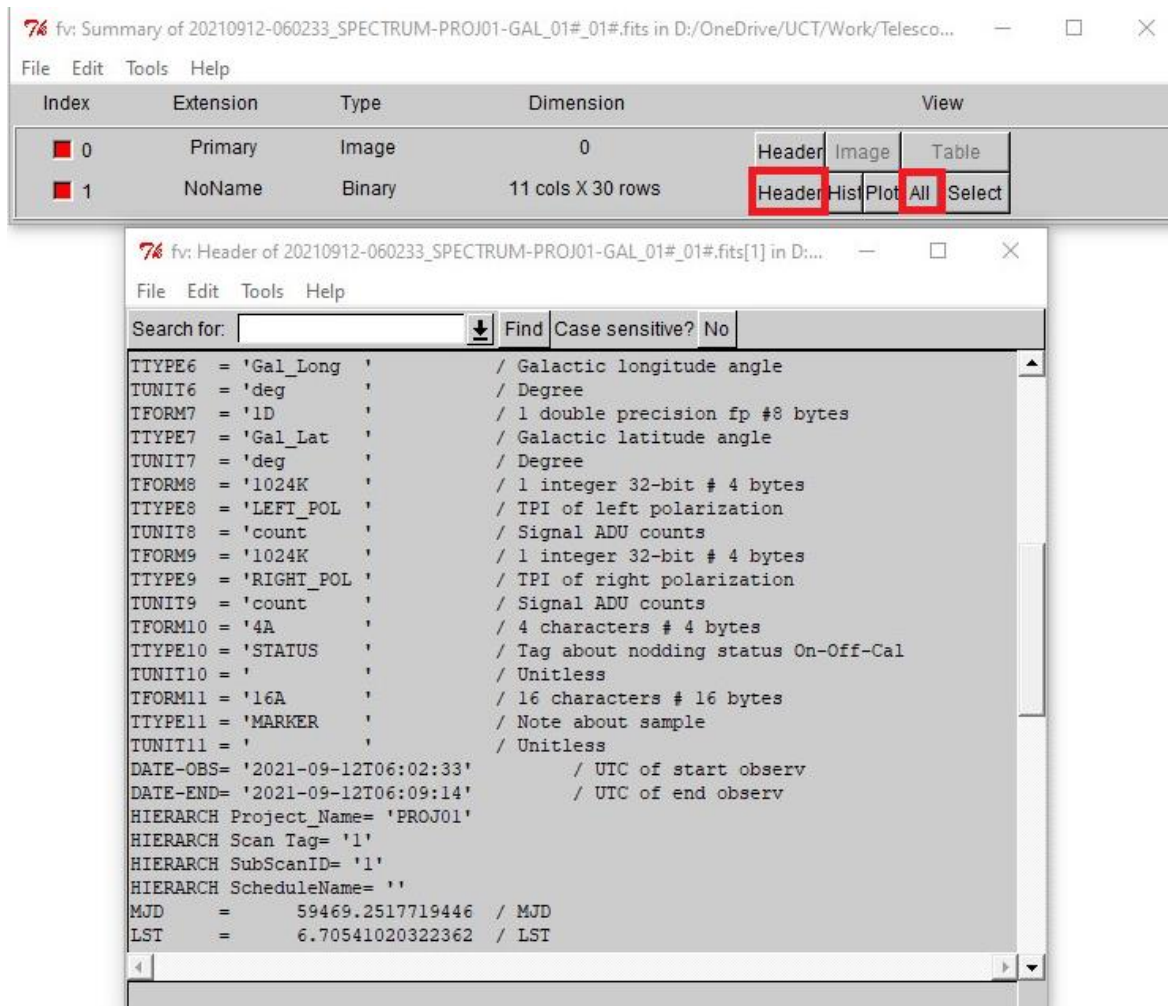 fv: Summary of 20210912-060233_SPECTRUM-PROJ01-GAL_01#_01#.fits in D:/OneDrive/UCT/Work/Telesco...
File Edit Tools Help
Index Extension Type Dimension View
0 Primary Image 0 Header Image Table
1 NoName Binary 11 cols X 30 rows Header Hist Plot All Select
fv: Header of 20210912-060233_SPECTRUM-PROJ01-GAL_01#_01#.fits[1] in D:...
File Edit Tools Help
Search for: Find Case sensitive? No
TTYPE6  = 'Gal_Long  '           / Galactic longitude angle
TUNIT6  = 'deg       '           / Degree
TFORM7  = '1D        '           / 1 double precision fp #8 bytes
TTYPE7  = 'Gal_Lat   '           / Galactic latitude angle
TUNIT7  = 'deg       '           / Degree
TFORM8  = '1024K     '           / 1 integer 32-bit # 4 bytes
TTYPE8  = 'LEFT_POL  '           / TPI of left polarization
TUNIT8  = 'count     '           / Signal ADU counts
TFORM9  = '1024K     '           / 1 integer 32-bit # 4 bytes
TTYPE9  = 'RIGHT_POL '           / TPI of right polarization
TUNIT9  = 'count     '           / Signal ADU counts
TFORM10 = '4A        '           / 4 characters # 4 bytes
TTYPE10 = 'STATUS    '           / Tag about nodding status On-Off-Cal
TUNIT10 = '          '           / Unitless
TFORM11 = '16A       '           / 16 characters # 16 bytes
TTYPE11 = 'MARKER    '           / Note about sample
TUNIT11 = '          '           / Unitless
DATE-OBS= '2021-09-12T06:02:33'        / UTC of start observ
DATE-END= '2021-09-12T06:09:14'        / UTC of end observ
HIERARCH Project_Name= 'PROJ01'
HIERARCH Scan Tag= '1'
HIERARCH SubScanID= '1'
HIERARCH ScheduleName= ''
MJD     =     59469.2517719446  / MJD
LST     =     6.70541020322362  / LST